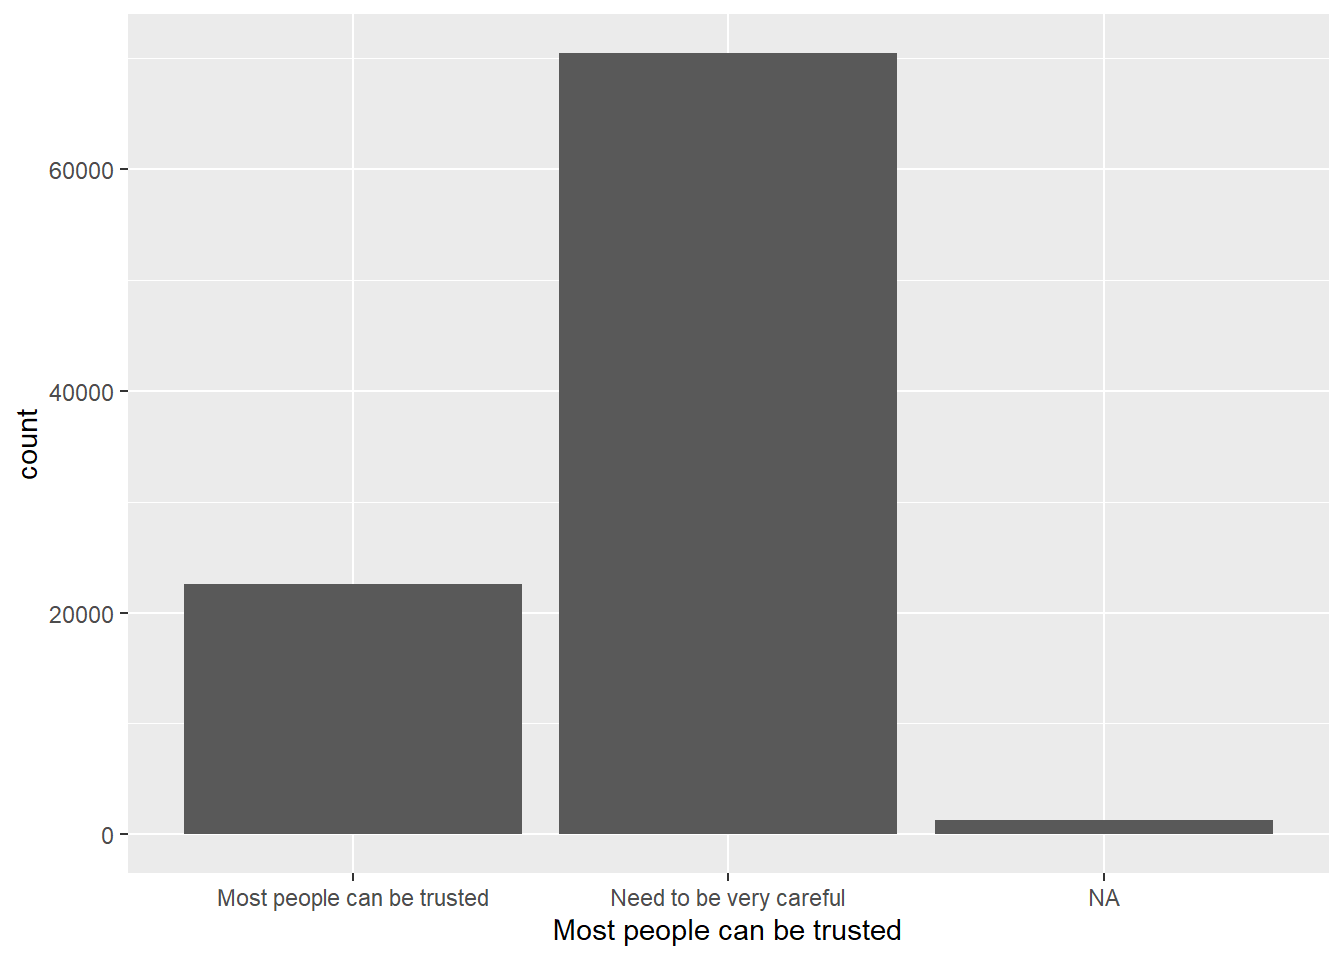 60000
40000
20000
0
count
Most people can be trusted
Need to be very careful
NA
Most people can be trusted